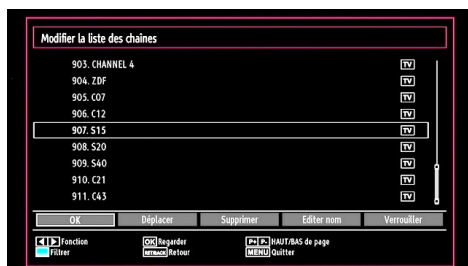 Modifier la liste des chaînes
903. CHANNEL 4 TV
904. ZDF TV
905. C07 TV
906. C12 TV
907. S15 TV
908. S20 TV
909. S40 TV
910. C21 TV
911. C43 TV
OK Déplacer Supprimer Editer nom Verrouiller
Fonction OK Regarder P+ P- HAUT/BAS de page
Filtrer RETBACK Retour MENU Quitter